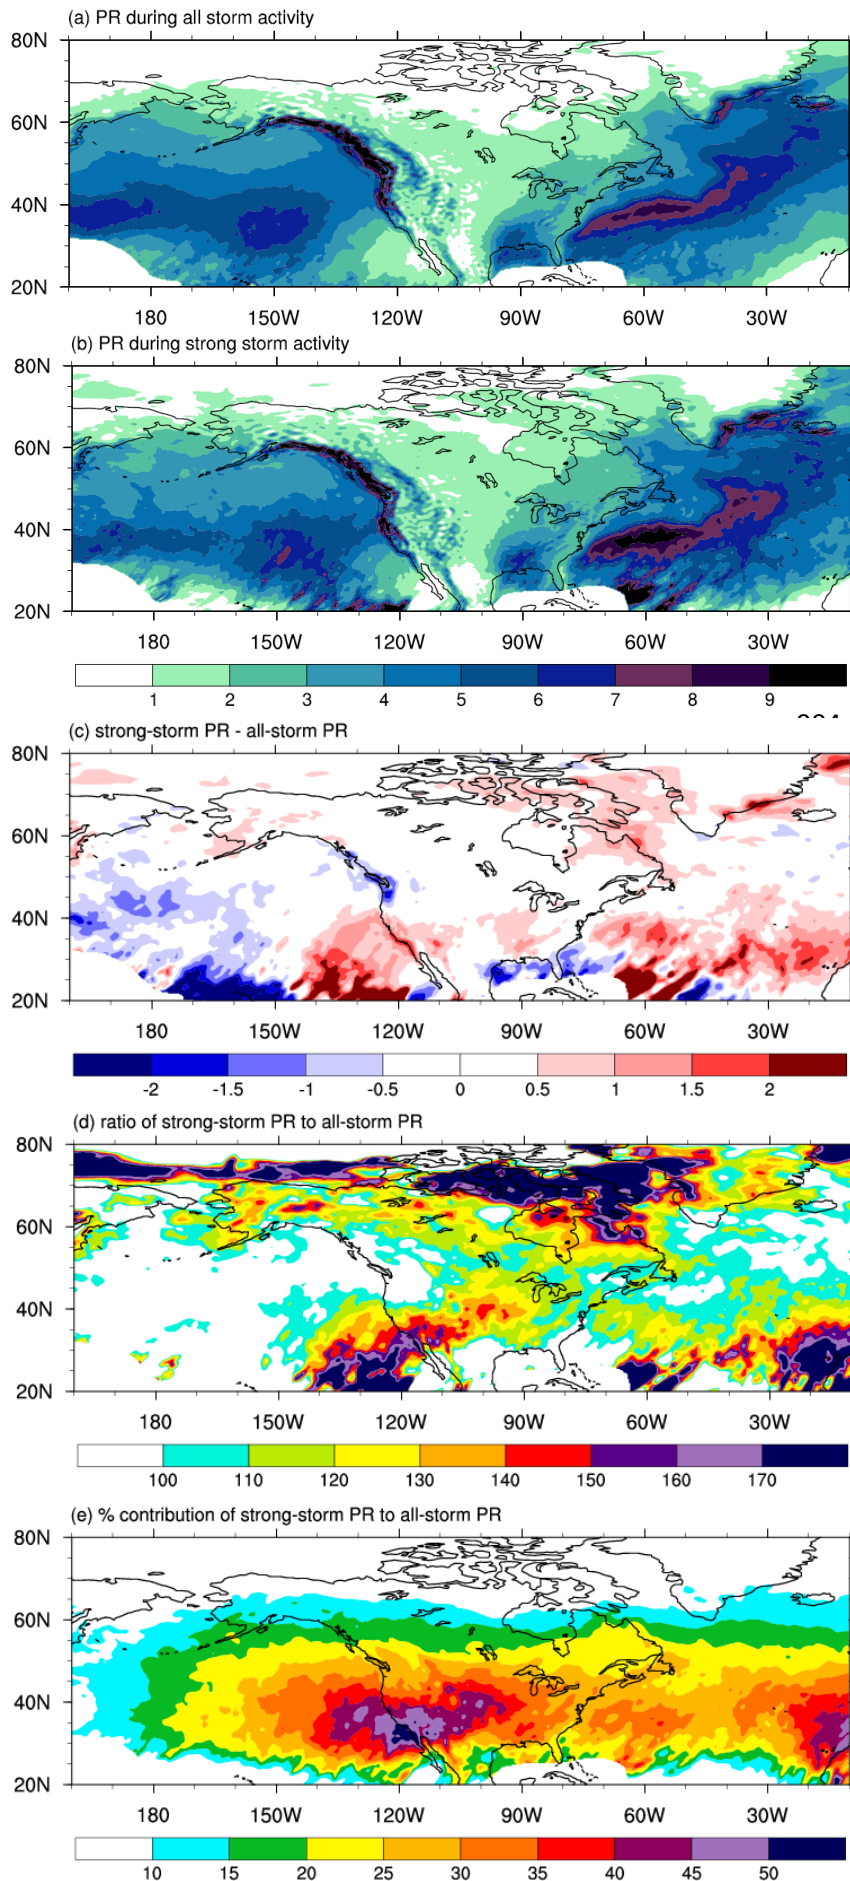 (a) PR during all storm activity
80N
60N
40N
20N
180 150W 120W 90W 60W 30W
(b) PR during strong storm activity
80N
60N
40N
20N
180 150W 120W 90W 60W 30W
1 2 3 4 5 6 7 8 9
(c) strong-storm PR - all-storm PR
80N
60N
40N
20N
180 150W 120W 90W 60W 30W
-2 -1.5 -1 -0.5 0 0.5 1 1.5 2
(d) ratio of strong-storm PR to all-storm PR
80N
60N
40N
20N
180 150W 120W 90W 60W 30W
100 110 120 130 140 150 160 170
(e) % contribution of strong-storm PR to all-storm PR
80N
60N
40N
20N
180 150W 120W 90W 60W 30W
10 15 20 25 30 35 40 45 50